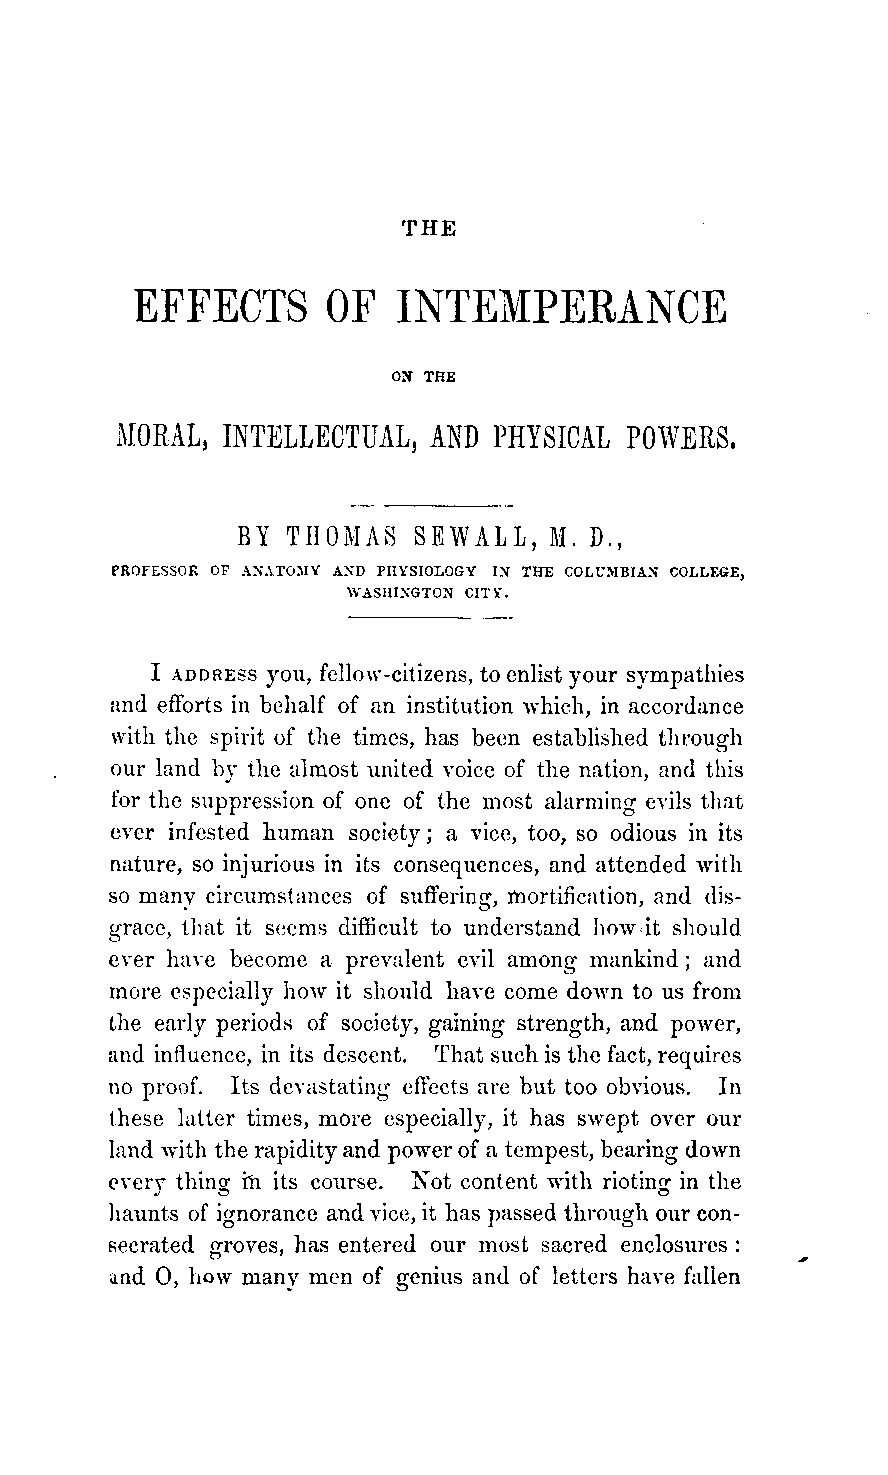 THE
EFFECTS OF INTEMPERANCE
ON THE
MORAL, INTELLECTUAL, AND PHYSICAL POWERS.
BY THOMAS SEWALL, M. D.,
PROFESSOR OF ANATOMY AND PHYSIOLOGY IN THE COLUMBIAN COLLEGE,
WASHINGTON CITY.
I ADDRESS you, fellow-citizens, to enlist your sympathies
and efforts in behalf of an institution which, in accordance
with the spirit of the times, has been established through
our land by the almost united voice of the nation, and this
for the suppression of one of the most alarming evils that
ever infested human society; a vice, too, so odious in its
nature, so injurious in its consequences, and attended with
so many circumstances of suffering, mortification, and dis-
grace, that it seems difficult to understand how it should
ever have become a prevalent evil among mankind; and
more especially how it should have come down to us from
the early periods of society, gaining strength, and power,
and influence, in its descent. That such is the fact, requires
no proof. Its devastating effects are but too obvious. In
these latter times, more especially, it has swept over our
land with the rapidity and power of a tempest, bearing down
every thing in its course. Not content with rioting in the
haunts of ignorance and vice, it has passed through our con-
secrated groves, has entered our most sacred enclosures:
and O, how many men of genius and of letters have fallen